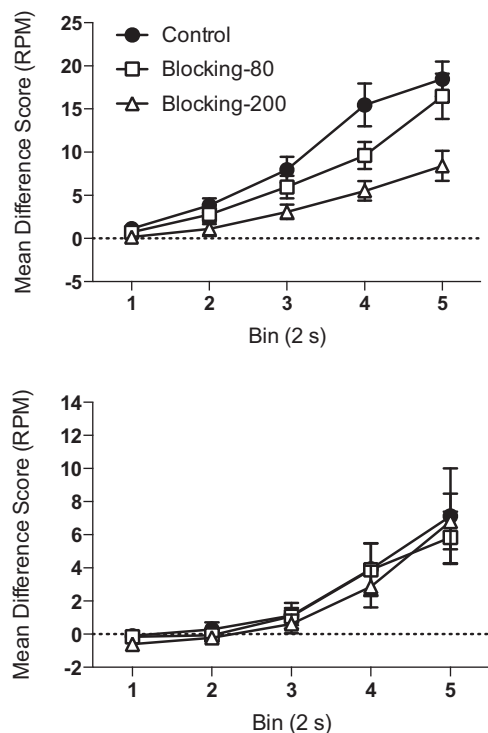 25
20
15
10
5
0
-5
Mean Difference Score (RPM)
Control
Blocking-80
Blocking-200
1 2 3 4 5
Bin (2 s)
14
12
10
8
6
4
2
0
-2
Mean Difference Score (RPM)
1 2 3 4 5
Bin (2 s)